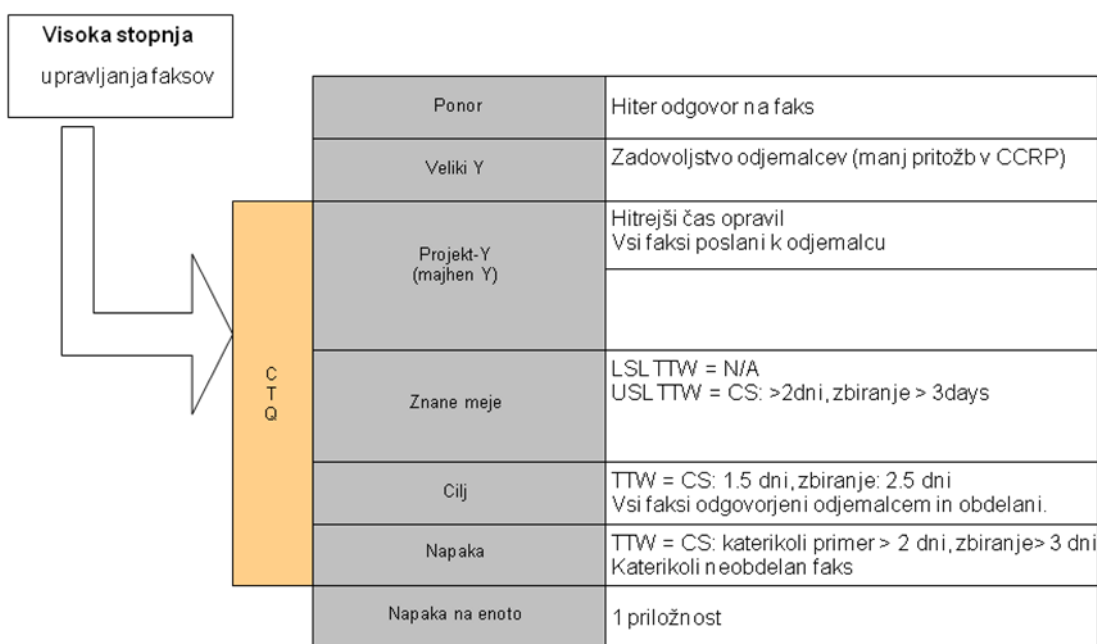 Visoka stopnja
upravljanja faksov
Ponor
Hiter odgovor na faks
Veliki Y
Zadovoljstvo odjemalcev (manj pritožb v CCRP)
C
T
Q
Projekt-Y
(majhen Y)
Hitrejši čas opravil
Vsi faksi poslani k odjemalcu
Znane meje
LSL TTW = N/A
USL TTW = CS: >2dni, zbiranje > 3days
Cilj
TTW = CS: 1.5 dni, zbiranje: 2.5 dni
Vsi faksi odgovorjeni odjemalcem in obdelani.
Napaka
TTW = CS: katerikoli primer > 2 dni, zbiranje> 3 dni
Katerikoli neobdelan faks
Napaka na enoto
1 priložnost